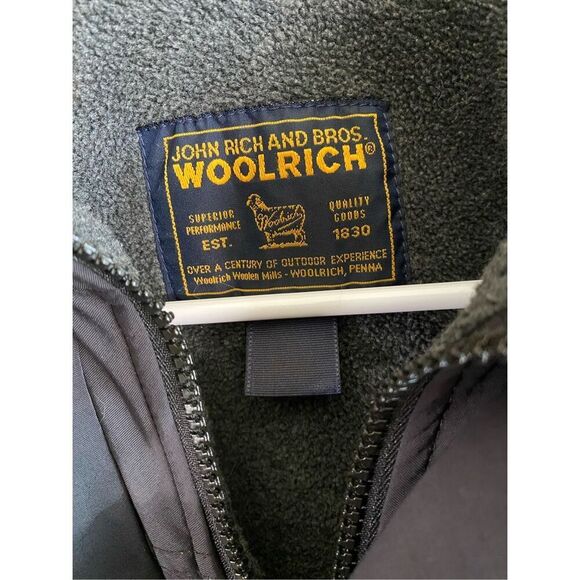 JOHN RICH AND BROS.
WOOLRICH®
SUPERIOR
PERFORMANCE
EST.
Woolrich
QUALITY
GOODS
1830
OVER A CENTURY OF OUTDOOR EXPERIENCE
Woolrich Woolen Mills - WOOLRICH, PENNA